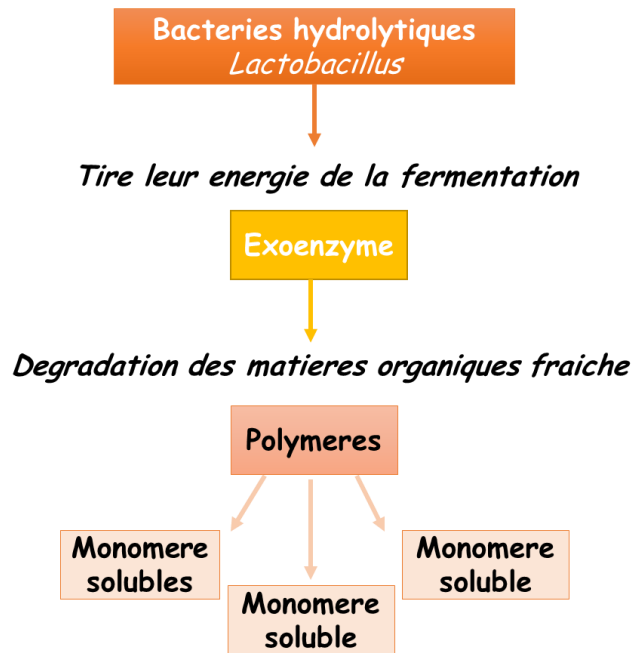 Bacteries hydrolytiques
Lactobacillus
Tire leur energie de la fermentation
Exoenzyme
Degradation des matieres organiques fraiche
Polymeres
Monomere
solubles
Monomere
soluble
Monomere
soluble